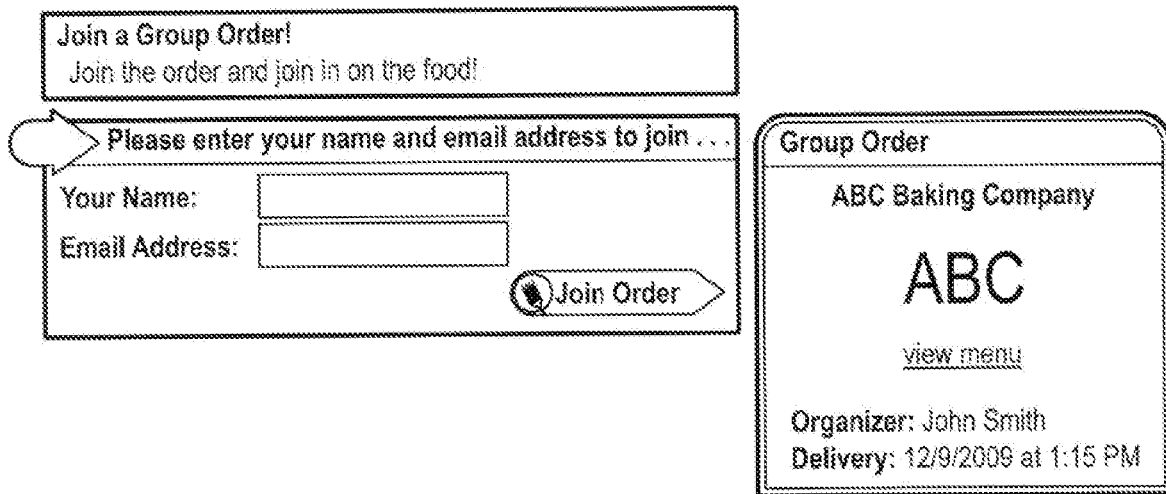 Join a Group Order!
Join the order and join in on the food!
Please enter your name and email address to join . . .
Your Name:
Email Address:
Join Order
Group Order
ABC Baking Company
ABC
view menu
Organizer: John Smith
Delivery: 12/9/2009 at 1:15 PM